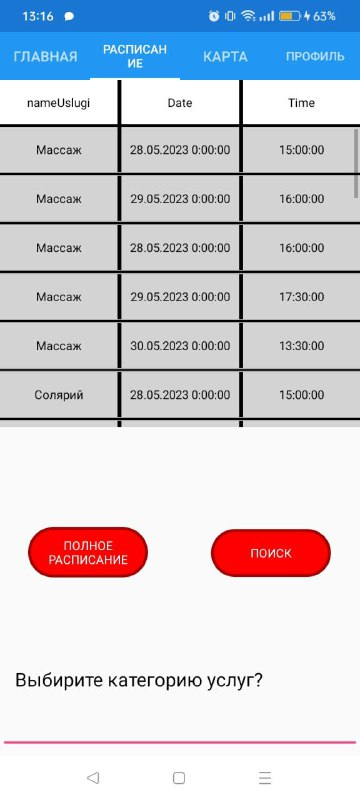 13:16
63%
ГЛАВНАЯ
РАСПИСАН
ИЕ
КАРТА
ПРОФИЛЬ
nameUslugi Date Time
Массаж 28.05.2023 0:00:00 15:00:00
Массаж 29.05.2023 0:00:00 16:00:00
Массаж 28.05.2023 0:00:00 16:00:00
Массаж 29.05.2023 0:00:00 17:30:00
Массаж 30.05.2023 0:00:00 13:30:00
Солярий 28.05.2023 0:00:00 15:00:00
ПОЛНОЕ
РАСПИСАНИЕ
ПОИСК
Выбирите категорию услуг?